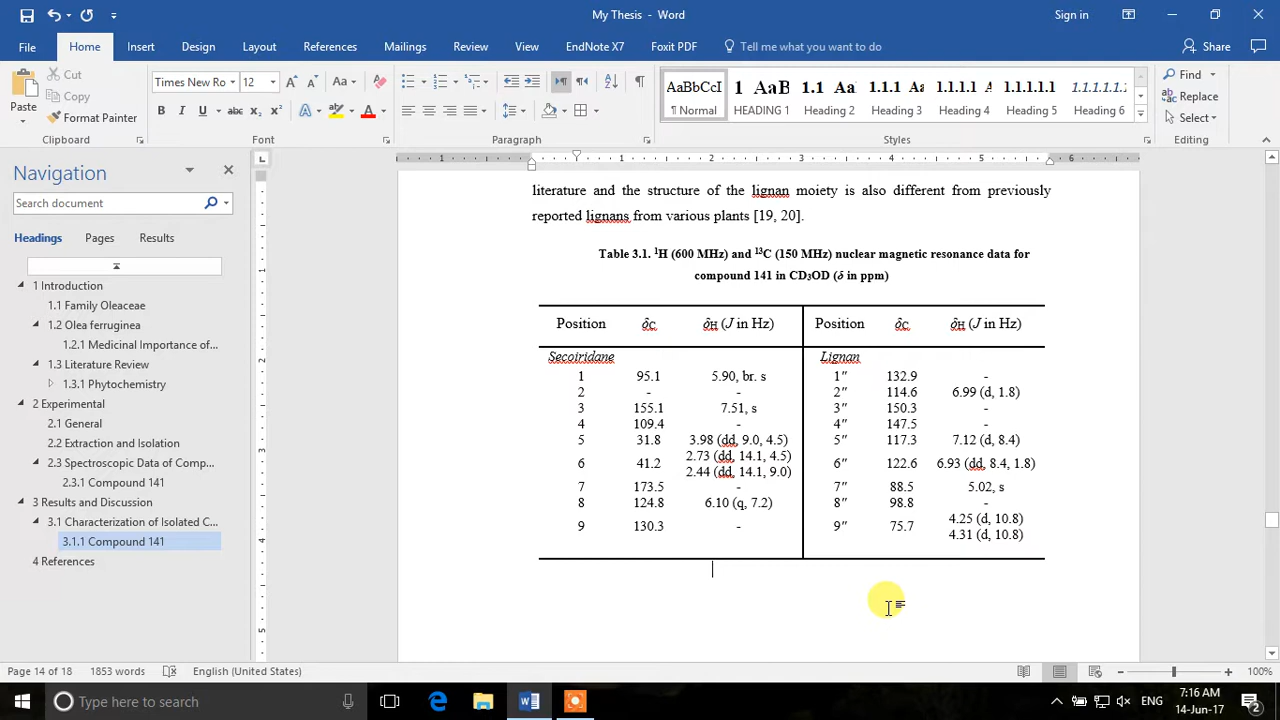 My Thesis - Word
Sign in
File Home Insert Design Layout References Mailings Review View EndNote X7 Foxit PDF Tell me what you want to do Share
Paste
Cut
Copy
Format Painter
Clipboard
Times New Ro 12
Font
Paragraph
AaBbCcI 1 AaB 1.1 Aa 1.1.1 A 1.1.1.1 1.1.1.1.1 1.1.1.1.1.
¶ Normal HEADING 1 Heading 2 Heading 3 Heading 4 Heading 5 Heading 6
Styles
Find
Replace
Select
Editing
Navigation
Search document
Headings Pages Results
1 Introduction
1.1 Family Oleaceae
1.2 Olea ferruginea
1.2.1 Medicinal Importance of...
1.3 Literature Review
1.3.1 Phytochemistry
2 Experimental
2.1 General
2.2 Extraction and Isolation
2.3 Spectroscopic Data of Comp...
2.3.1 Compound 141
3 Results and Discussion
3.1 Characterization of Isolated C...
3.1.1 Compound 141
4 References
1 1 2 3 4 5 6
1
2
3
4
5
literature and the structure of the lignan moiety is also different from previously
reported lignans from various plants [19, 20].
Table 3.1. ¹H (600 MHz) and ¹³C (150 MHz) nuclear magnetic resonance data for
compound 141 in CD₃OD (δ in ppm)
Position δC δH (J in Hz) Position δC δH (J in Hz)
Secoiridane Lignan
1 95.1 5.90, br. s 1″ 132.9 -
2 - - 2″ 114.6 6.99 (d, 1.8)
3 155.1 7.51, s 3″ 150.3 -
4 109.4 - 4″ 147.5 -
5 31.8 3.98 (dd, 9.0, 4.5) 5″ 117.3 7.12 (d, 8.4)
2.73 (dd, 14.1, 4.5)
6 41.2 6″ 122.6 6.93 (dd, 8.4, 1.8)
2.44 (dd, 14.1, 9.0)
7 173.5 - 7″ 88.5 5.02, s
8 124.8 6.10 (q, 7.2) 8″ 98.8 -
4.25 (d, 10.8)
9 130.3 - 9″ 75.7
4.31 (d, 10.8)
Page 14 of 18 1853 words English (United States) 100%
Type here to search
ENG
7:16 AM
14-Jun-17
2